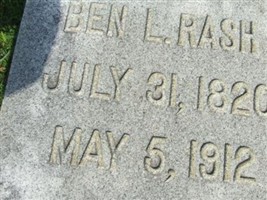 BEN L. RASH
JULY 31, 1820
MAY 5, 1912